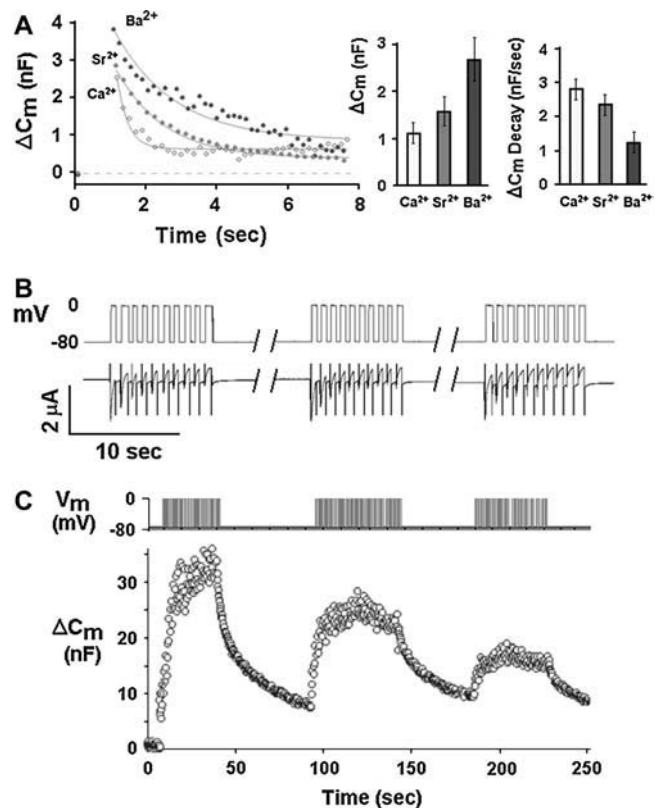 A
ΔCm (nF)
4
3
2
1
0
Ba2+
Sr2+
Ca2+
0 2 4 6 8
Time (sec)
ΔCm (nF)
3
2
1
0
Ca2+ Sr2+ Ba2+
ΔCm Decay (nF/sec)
4
3
2
1
0
Ca2+ Sr2+ Ba2+
B
mV
0
-80
2 μA
10 sec
C
Vm
(mV)
0
-80
ΔCm
(nF)
30
20
10
0
0 50 100 150 200 250
Time (sec)